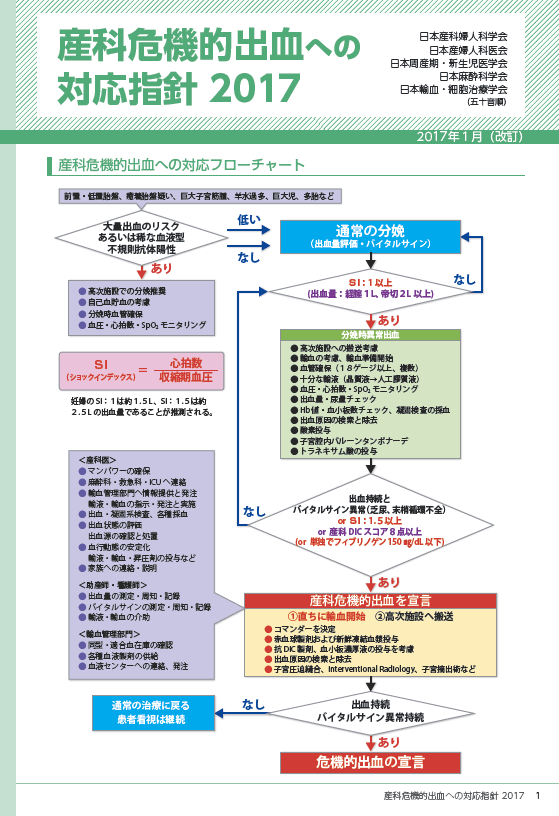 産科危機的出血への
対応指針 2017
日本産科婦人科学会
日本産婦人科医会
日本周産期・新生児医学会
日本麻酔科学会
日本輸血・細胞治療学会
(五十音順)
2017年1月（改訂）
産科危機的出血への対応フローチャート
前置・低置胎盤、癒着胎盤疑い、巨大子宮筋腫、羊水過多、巨大児、多胎など
大量出血のリスク
あるいは稀な血液型
不規則抗体陽性
低い
なし
あり
通常の分娩
（出血量評価・バイタルサイン）
SI：1以上
（出血量：経腟1L、帝切2L以上）
なし
あり
●高次施設での分娩推奨
●自己血貯血の考慮
●分娩時血管確保
●血圧・心拍数・SpO₂ モニタリング
SI
（ショックインデックス）
＝
心拍数
収縮期血圧
妊婦のSI：1は約1.5L、SI：1.5は約
2.5Lの出血量であることが推測される。
分娩時異常出血
●高次施設への搬送考慮
●輸血の考慮、輸血準備開始
●血管確保（18ゲージ以上、複数）
●十分な輸液（晶質液→人工膠質液）
●血圧・心拍数・SpO₂ モニタリング
●出血量・尿量チェック
●Hb値・血小板数チェック、凝固検査の採血
●出血原因の検索と除去
●酸素投与
●子宮腔内バルーンタンポナーデ
●トラネキサム酸の投与
＜産科医＞
●マンパワーの確保
●麻酔科・救急科・ICUへ連絡
●輸血管理部門へ情報提供と発注
輸液・輸血の指示・発注と実施
●出血・凝固系検査、各種採血
●出血状態の評価
出血源の確認と処置
●血行動態の安定化
輸液・輸血・昇圧剤の投与など
●家族への連絡・説明
＜助産師・看護師＞
●出血量の測定・周知・記録
●バイタルサインの測定・周知・記録
●輸液・輸血の介助
＜輸血管理部門＞
●同型・適合血在庫の確認
●各種血液製剤の供給
●血液センターへの連絡、発注
出血持続と
バイタルサイン異常（乏尿、末梢循環不全）
or SI：1.5以上
or 産科DICスコア8点以上
（or 単独でフィブリノゲン150㎎/dL以下）
なし
あり
産科危機的出血を宣言
①直ちに輸血開始　②高次施設へ搬送
●コマンダーを決定
●赤血球製剤および新鮮凍結血漿投与
●抗DIC製剤、血小板濃厚液の投与を考慮
●出血原因の検索と除去
●子宮圧迫縫合、Interventional Radiology、子宮摘出術など
通常の治療に戻る
患者看視は継続
なし
出血持続
バイタルサイン異常持続
あり
危機的出血の宣言
産科危機的出血への対応指針 2017　1